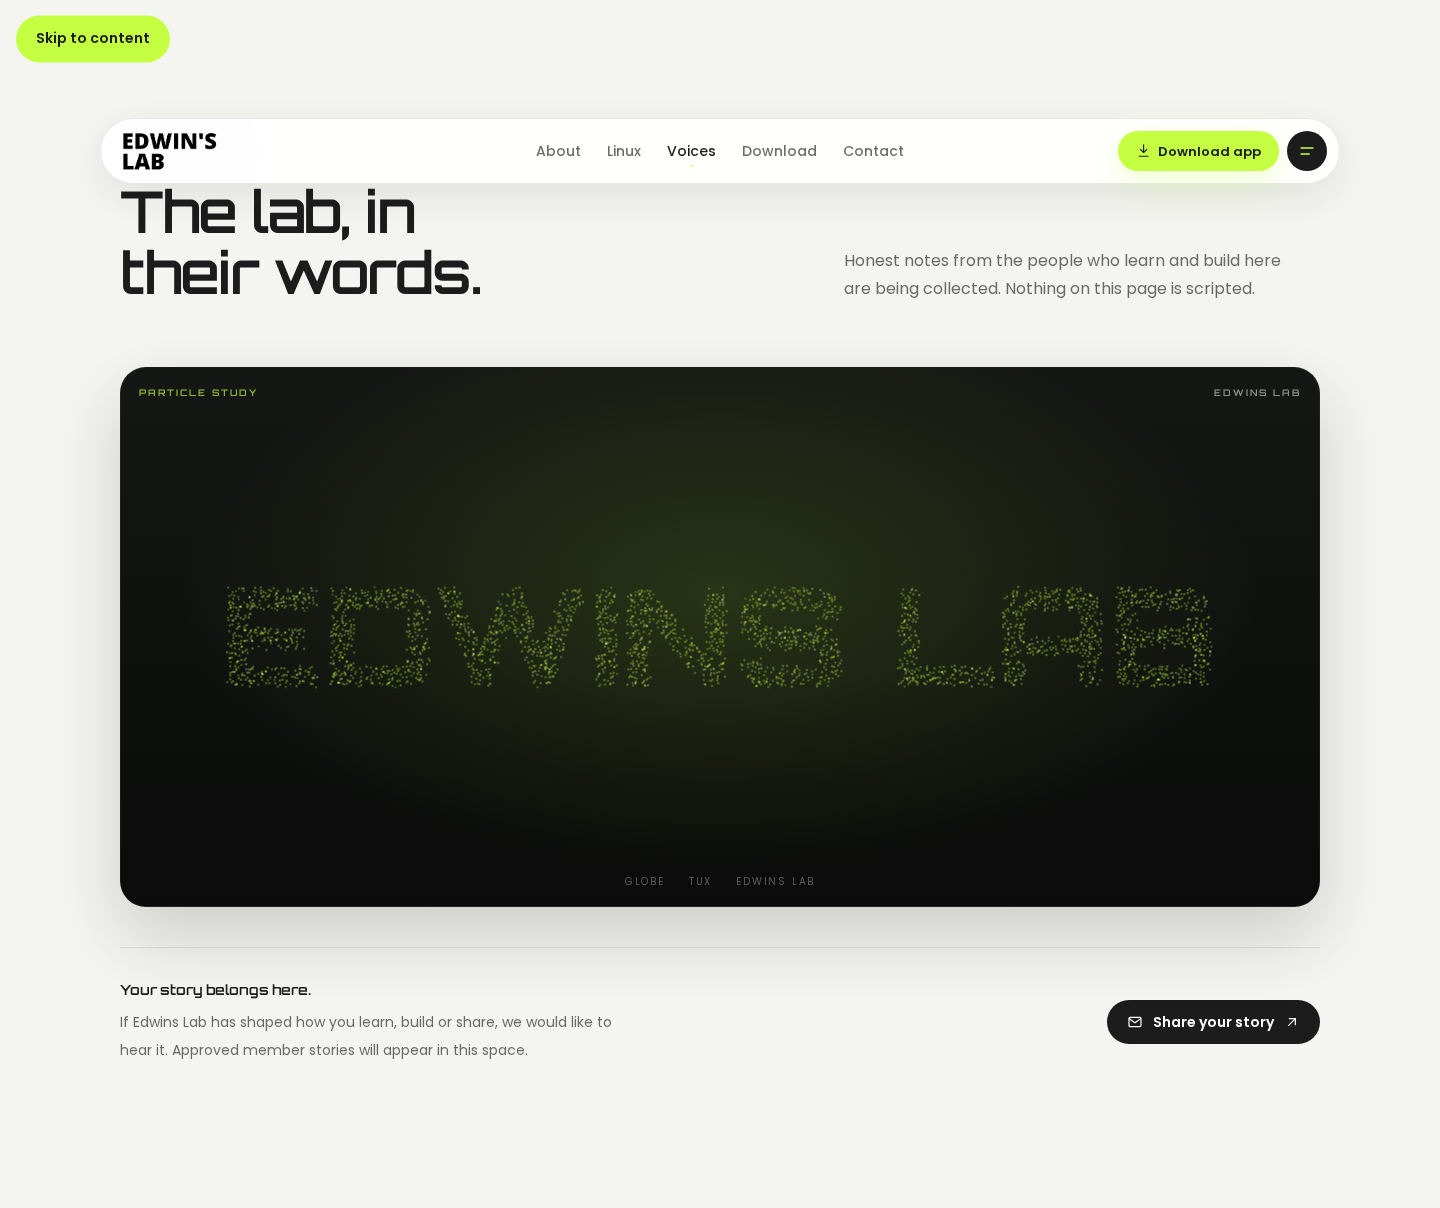 Skip to content
EDWIN'S
LAB
About
Linux
Voices
Download
Contact
Download app
The lab, in
their words.
Honest notes from the people who learn and build here
are being collected. Nothing on this page is scripted.
PARTICLE STUDY
EDWINS LAB
EDWINS LAB
GLOBE
TUX
EDWINS LAB
Your story belongs here.
If Edwins Lab has shaped how you learn, build or share, we would like to
hear it. Approved member stories will appear in this space.
Share your story